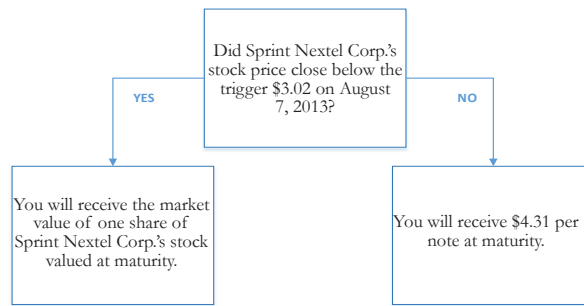 Did Sprint Nextel Corp.'s
stock price close below the
trigger $3.02 on August
7, 2013?
YES
NO
You will receive the market
value of one share of
Sprint Nextel Corp.'s stock
valued at maturity.
You will receive $4.31 per
note at maturity.